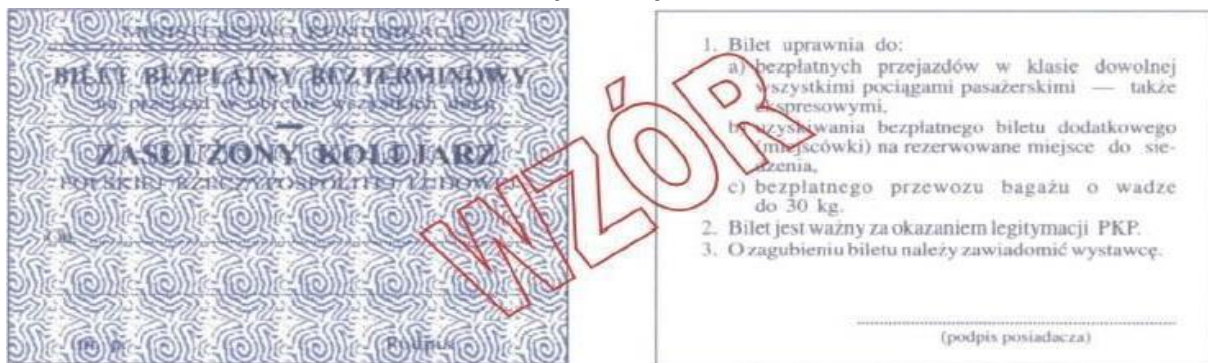 MINISTERSTWO KOMUNIKACJI
BILET BEZPŁATNY BEZTERMINOWY
na przejazd w obrębie wszystkich
ZASŁUŻONY KOLEJARZ
POLSKIEJ RZECZYPOSPOLITEJ LUDOWEJ
m. p.
Podpis
WZÓR
1. Bilet uprawnia do:
a) bezpłatnych przejazdów w klasie dowolnej
wszystkimi pociągami pasażerskimi — także
ekspresowymi,
b) uzyskiwania bezpłatnego biletu dodatkowego
(miejscówki) na rezerwowane miejsce do sie-
dzenia,
c) bezpłatnego przewozu bagażu o wadze
do 30 kg.
2. Bilet jest ważny za okazaniem legitymacji PKP.
3. O zagubieniu biletu należy zawiadomić wystawcę.
(podpis posiadacza)